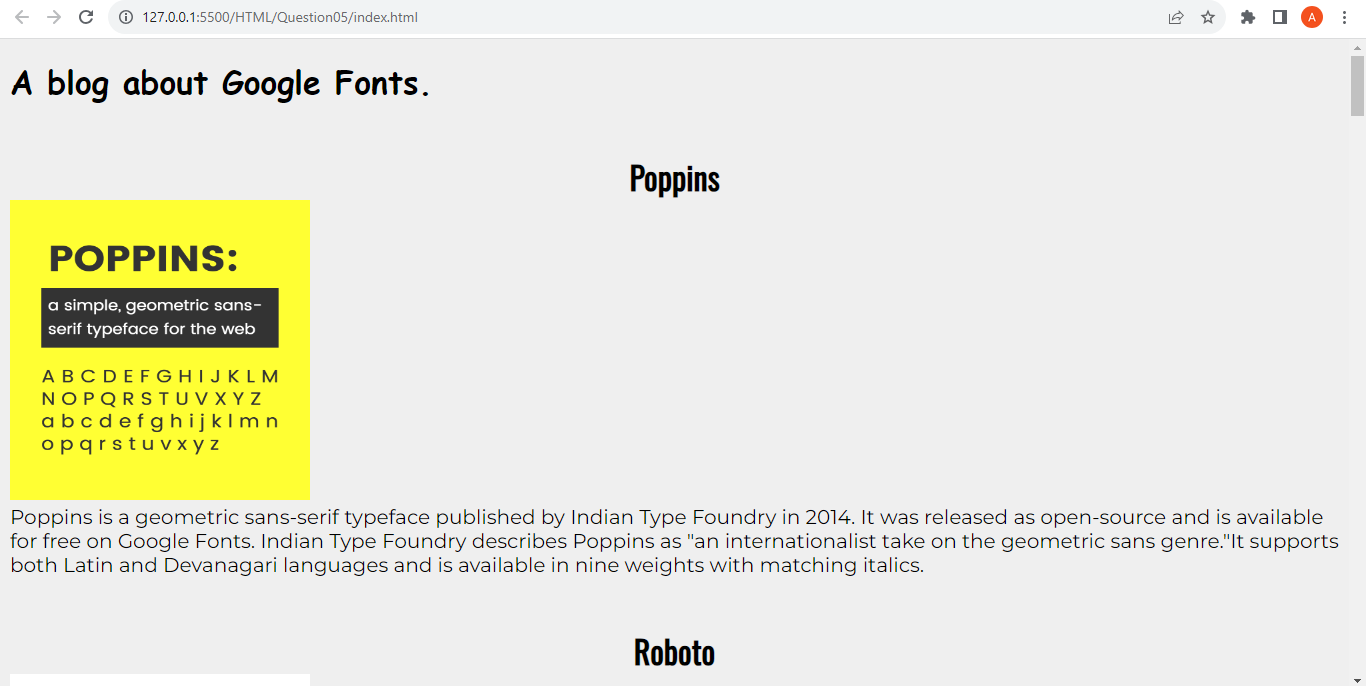 127.0.0.1:5500/HTML/Question05/index.html
A
A blog about Google Fonts.
Poppins
POPPINS:
a simple, geometric sans-
serif typeface for the web
A B C D E F G H I J K L M
N O P Q R S T U V X Y Z
a b c d e f g h i j k l m n
o p q r s t u v x y z
Poppins is a geometric sans-serif typeface published by Indian Type Foundry in 2014. It was released as open-source and is available
for free on Google Fonts. Indian Type Foundry describes Poppins as "an internationalist take on the geometric sans genre."It supports
both Latin and Devanagari languages and is available in nine weights with matching italics.
Roboto